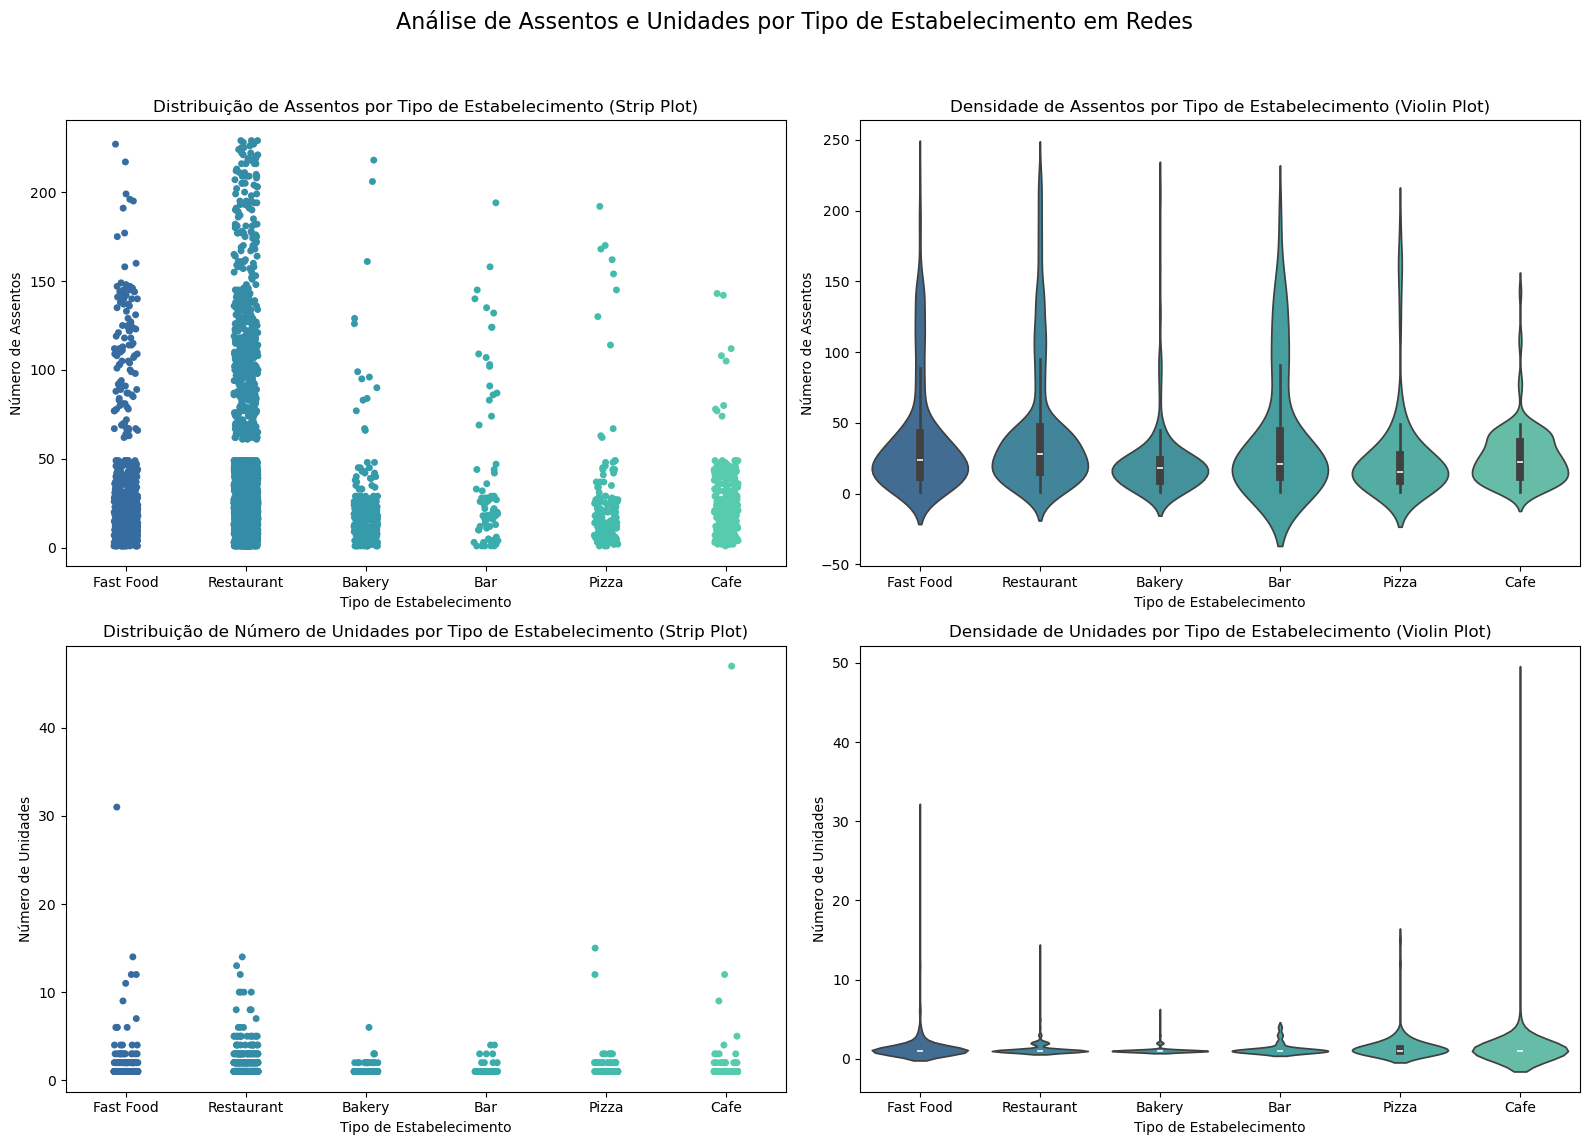 Análise de Assentos e Unidades por Tipo de Estabelecimento em Redes
Distribuição de Assentos por Tipo de Estabelecimento (Strip Plot)
Número de Assentos
200
150
100
50
0
Fast Food Restaurant Bakery Bar Pizza Cafe
Tipo de Estabelecimento
Densidade de Assentos por Tipo de Estabelecimento (Violin Plot)
Número de Assentos
250
200
150
100
50
0
−50
Fast Food Restaurant Bakery Bar Pizza Cafe
Tipo de Estabelecimento
Distribuição de Número de Unidades por Tipo de Estabelecimento (Strip Plot)
Número de Unidades
40
30
20
10
0
Fast Food Restaurant Bakery Bar Pizza Cafe
Tipo de Estabelecimento
Densidade de Unidades por Tipo de Estabelecimento (Violin Plot)
Número de Unidades
50
40
30
20
10
0
Fast Food Restaurant Bakery Bar Pizza Cafe
Tipo de Estabelecimento